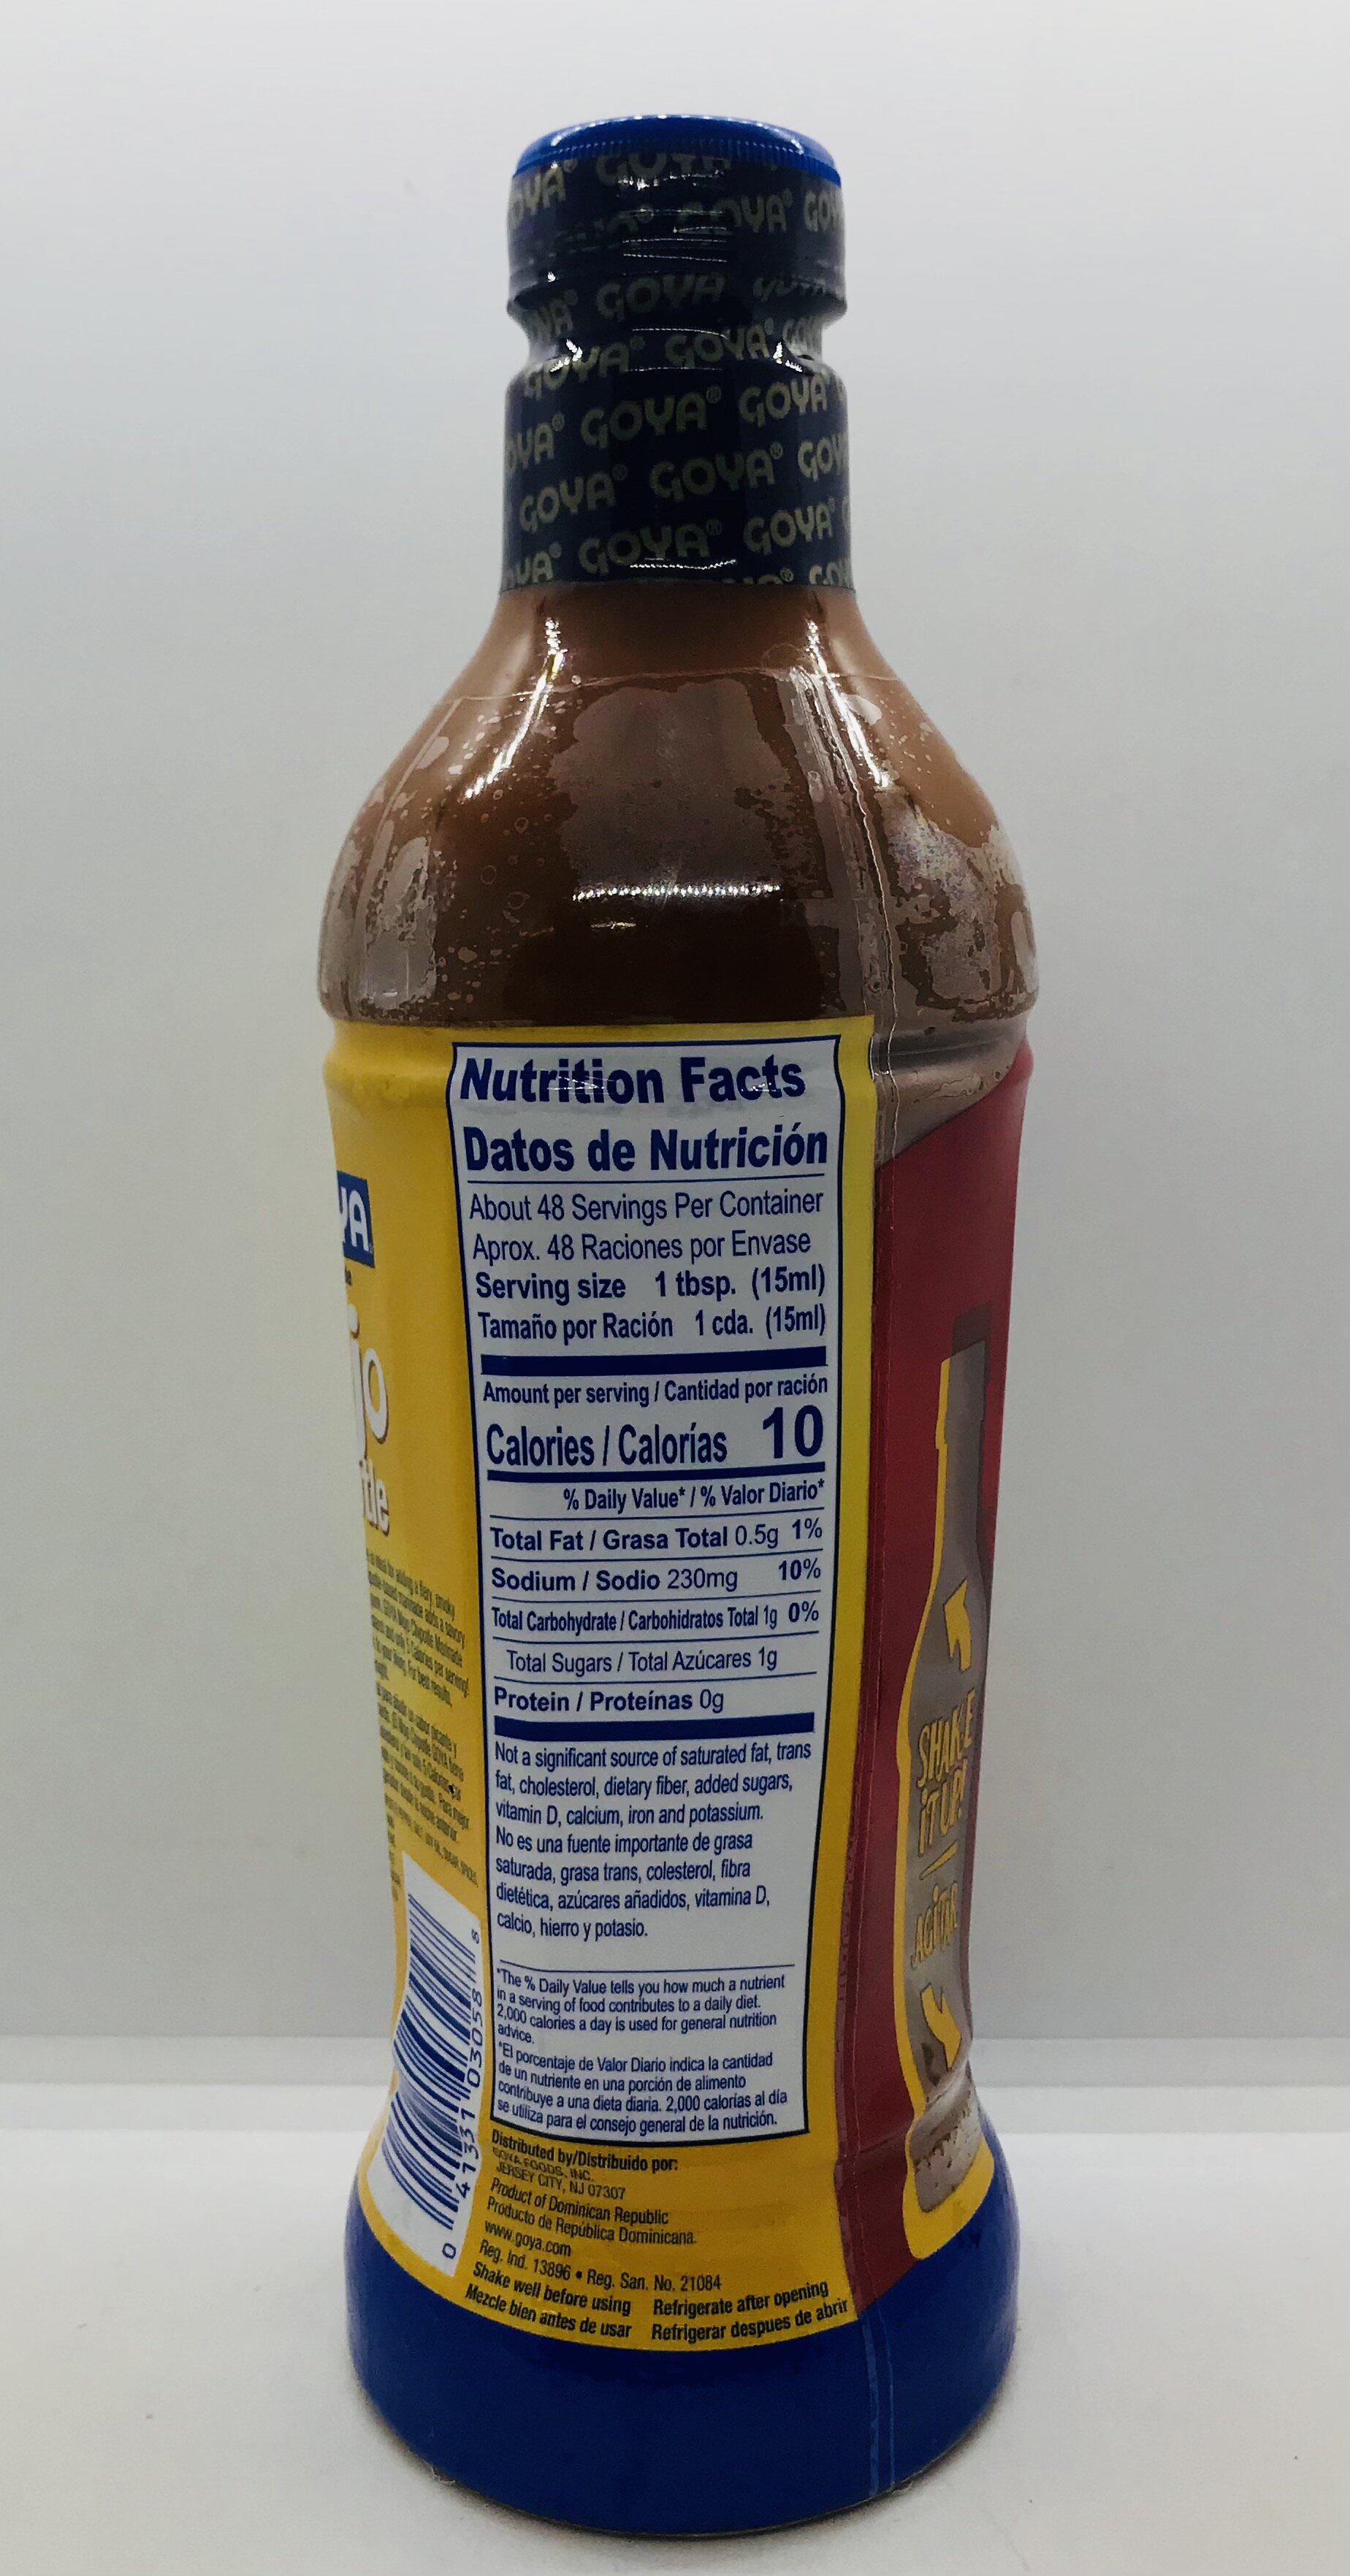 GOYA GOYA
GOYA GOYA
GOYA GOYA
GOYA GOYA
GOYA GOYA
GOYA GOYA
Nutrition Facts
Datos de Nutrición
About 48 Servings Per Container
Aprox. 48 Raciones por Envase
Serving size 1 tbsp. (15ml)
Tamaño por Ración 1 cda. (15ml)
Amount per serving / Cantidad por ración
Calories / Calorías 10
% Daily Value* / % Valor Diario*
Total Fat / Grasa Total 0.5g 1%
Sodium / Sodio 230mg 10%
Total Carbohydrate / Carbohidratos Total 1g 0%
Total Sugars / Total Azúcares 1g
Protein / Proteínas 0g
Not a significant source of saturated fat, trans
fat, cholesterol, dietary fiber, added sugars,
vitamin D, calcium, iron and potassium.
No es una fuente importante de grasa
saturada, grasa trans, colesterol, fibra
dietética, azúcares añadidos, vitamina D,
calcio, hierro y potasio.
*The % Daily Value tells you how much a nutrient
in a serving of food contributes to a daily diet.
2,000 calories a day is used for general nutrition
advice.
*El porcentaje de Valor Diario indica la cantidad
de un nutriente en una porción de alimento
contribuye a una dieta diaria. 2,000 calorías al día
se utiliza para el consejo general de la nutrición.
Distributed by/Distribuido por:
GOYA FOODS, INC.
JERSEY CITY, NJ 07307
Product of Dominican Republic
Producto de República Dominicana.
www.goya.com
Reg. Ind. 13896 • Reg. San. No. 21084
Shake well before using Refrigerate after opening
Mezcle bien antes de usar Refrigerar despues de abrir
0 41331 03058 8
SHAKE
IT UP!
AGITAR